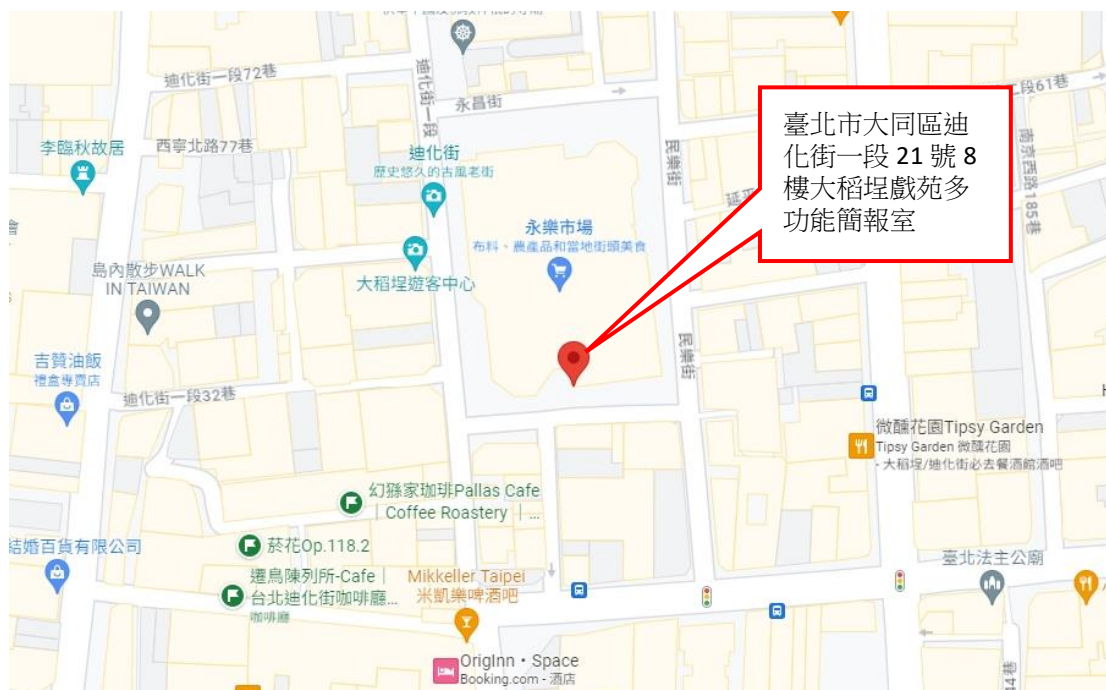 迪化街一段72巷
迪化街一段
永昌街
二段61巷
李臨秋故居
西寧北路77巷
迪化街
歷史悠久的古風老街
民樂街
南京西路185巷
臺北市大同區迪
化街一段 21 號 8
樓大稻埕戲苑多
功能簡報室
延平
永樂市場
布料、農產品和當地街頭美食
會
島內散步WALK
IN TAIWAN
大稻埕遊客中心
民樂街
吉贊油飯
禮盒專賣店
迪化街一段32巷
微醺花園Tipsy Garden
Tipsy Garden 微醺花園
- 大稻埕/迪化街必去餐酒館酒吧
幻猻家珈琲Pallas Cafe
| Coffee Roastery | ...
結婚百貨有限公司
菸花Op.118.2
臺北法主公廟
遷鳥陳列所-Cafe |
台北迪化街咖啡廳...
咖啡廳
Mikkeller Taipei
米凱樂啤酒吧
OrigInn・Space
Booking.com - 酒店
44巷